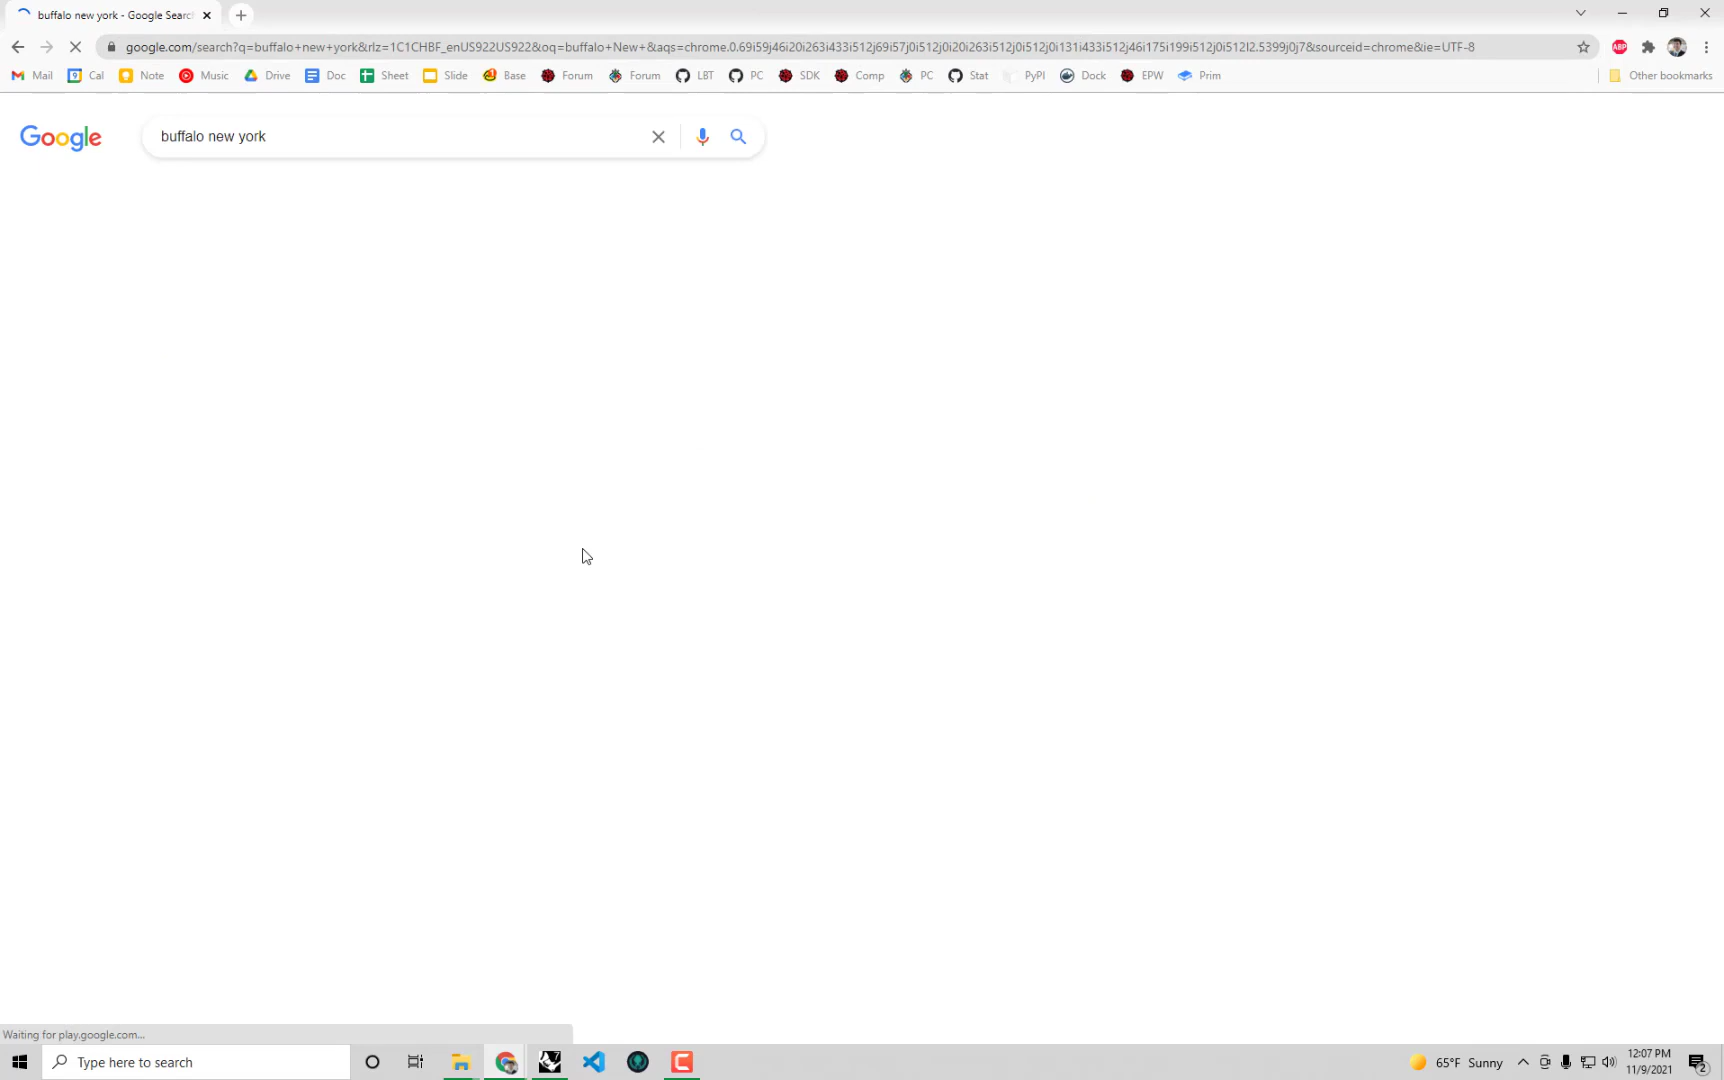 buffalo new york - Google Search
google.com/search?q=buffalo+new+york&rlz=1C1CHBF_enUS922US922&oq=buffalo+New+&aqs=chrome.0.69i59j46i20i263i433i512j69i57j0i512j0i20i263i512j0i512j0i131i433i512j46i175i199i512j0i512l2.5399j0j7&sourceid=chrome&ie=UTF-8
ABP
Mail Cal Note Music Drive Doc Sheet Slide Base Forum Forum LBT PC SDK Comp PC Stat PyPI Dock EPW Prim Other bookmarks
Google buffalo new york
Waiting for play.google.com...
Type here to search
65°F Sunny
12:07 PM
11/9/2021
2